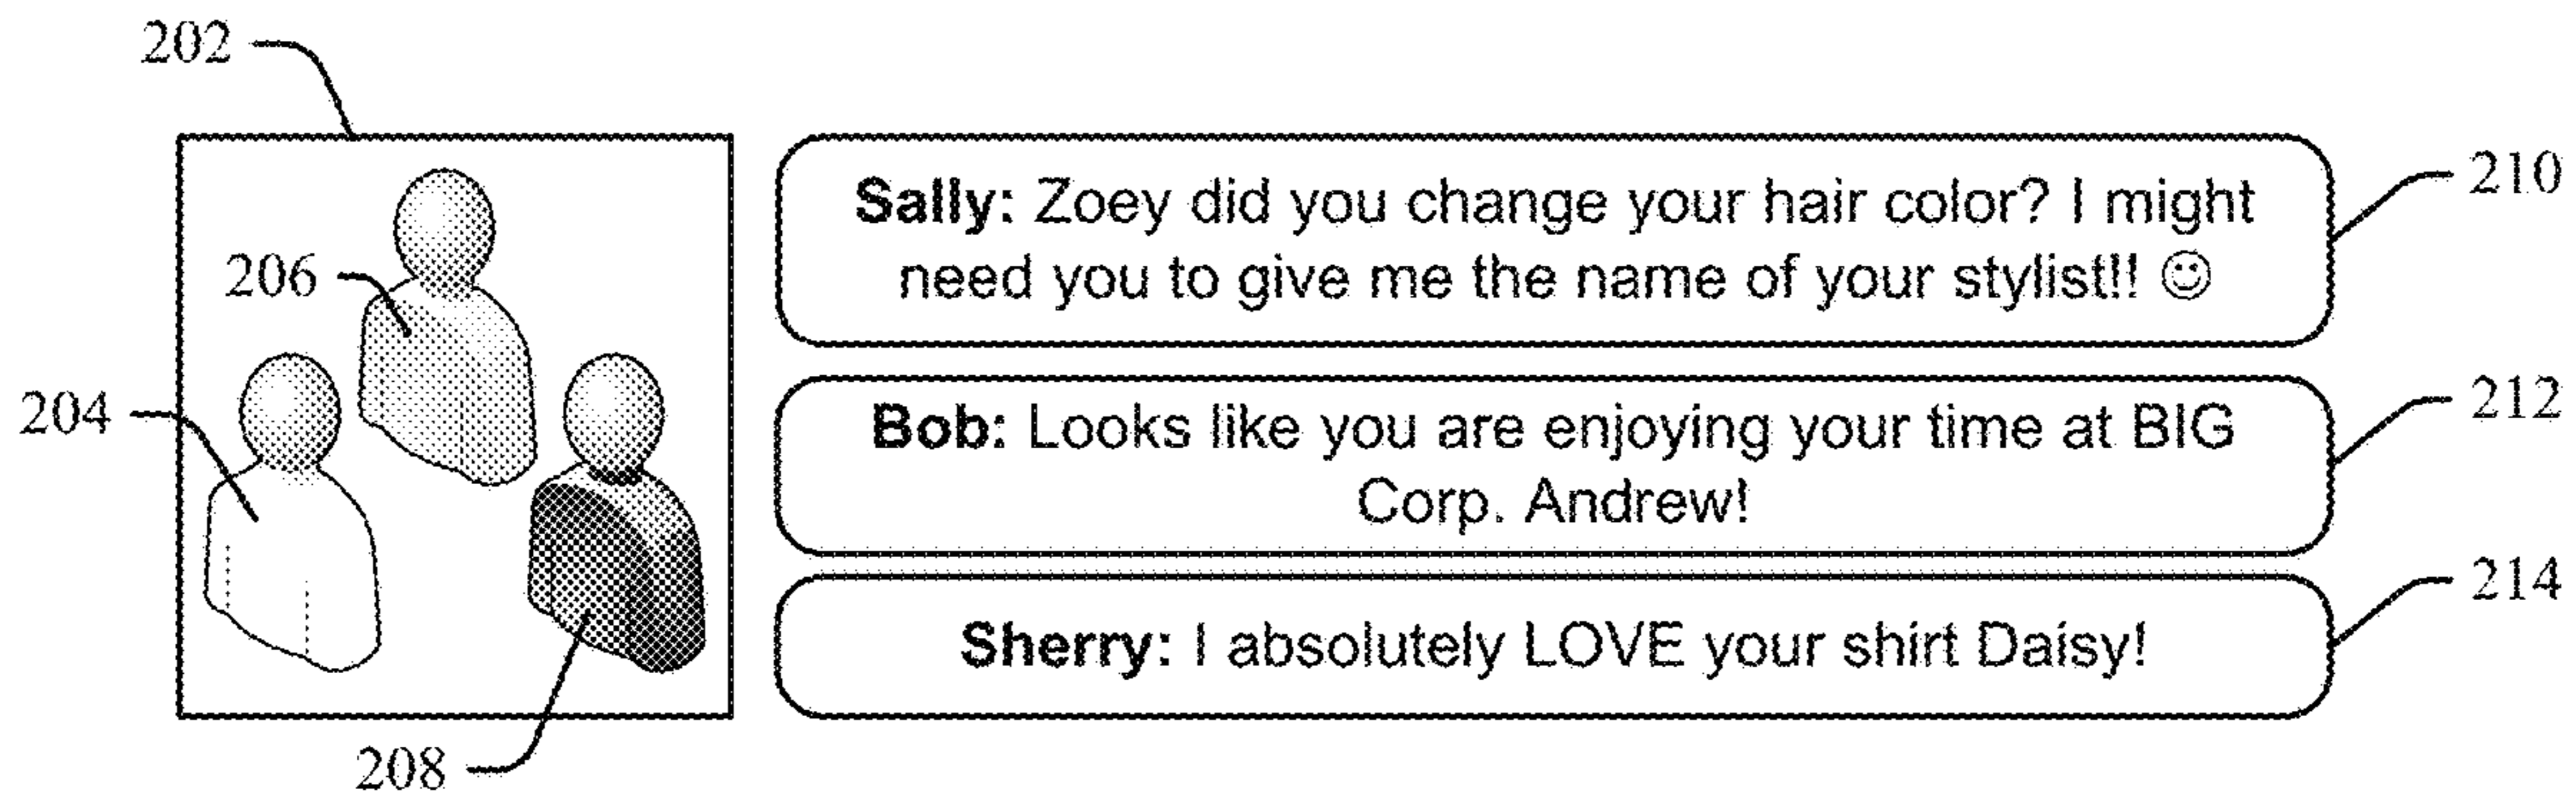 202
206
204
208
Sally: Zoey did you change your hair color? I might
need you to give me the name of your stylist!! ☺
210
Bob: Looks like you are enjoying your time at BIG
Corp. Andrew!
212
Sherry: I absolutely LOVE your shirt Daisy!
214